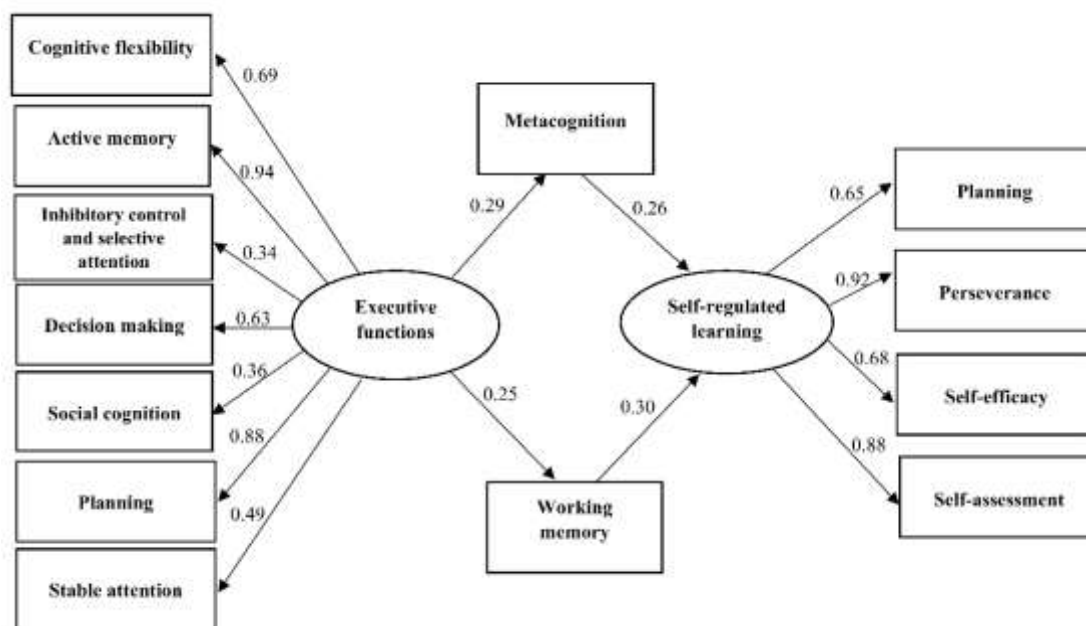 Cognitive flexibility
0.69
Active memory
0.94
Inhibitory control
and selective
attention
0.34
Decision making
0.63
Social cognition
0.36
Planning
0.88
Stable attention
0.49
Executive
functions
0.29
Metacognition
0.26
0.25
Working
memory
0.30
Self-regulated
learning
0.65
Planning
0.92
Perseverance
0.68
Self-efficacy
0.88
Self-assessment